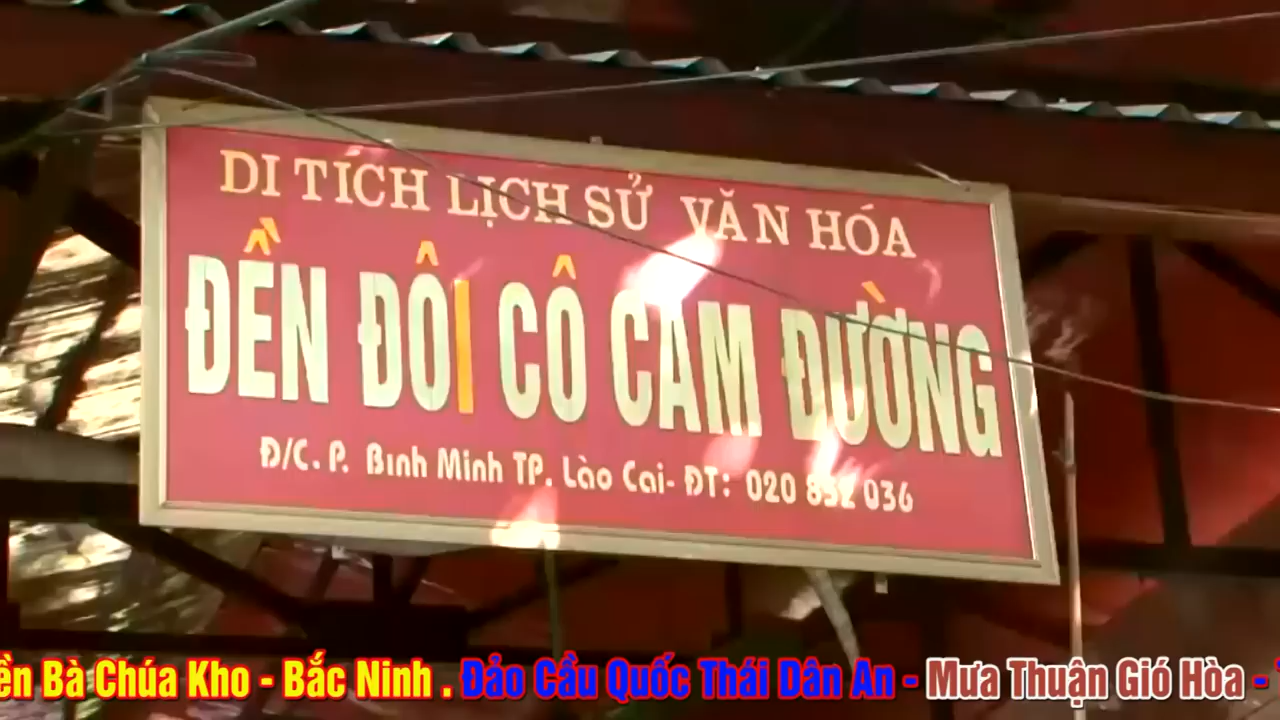 DI TÍCH LỊCH SỬ VĂN HÓA
ĐỀN ĐÔI CÔ CAM ĐƯỜNG
Đ/C. P. Bình Minh TP. Lào Cai- ĐT: 020 852 036
Bà Chúa Kho - Bắc Ninh . Đảo Cầu Quốc Thái Dân An - Mưa Thuận Gió Hòa -